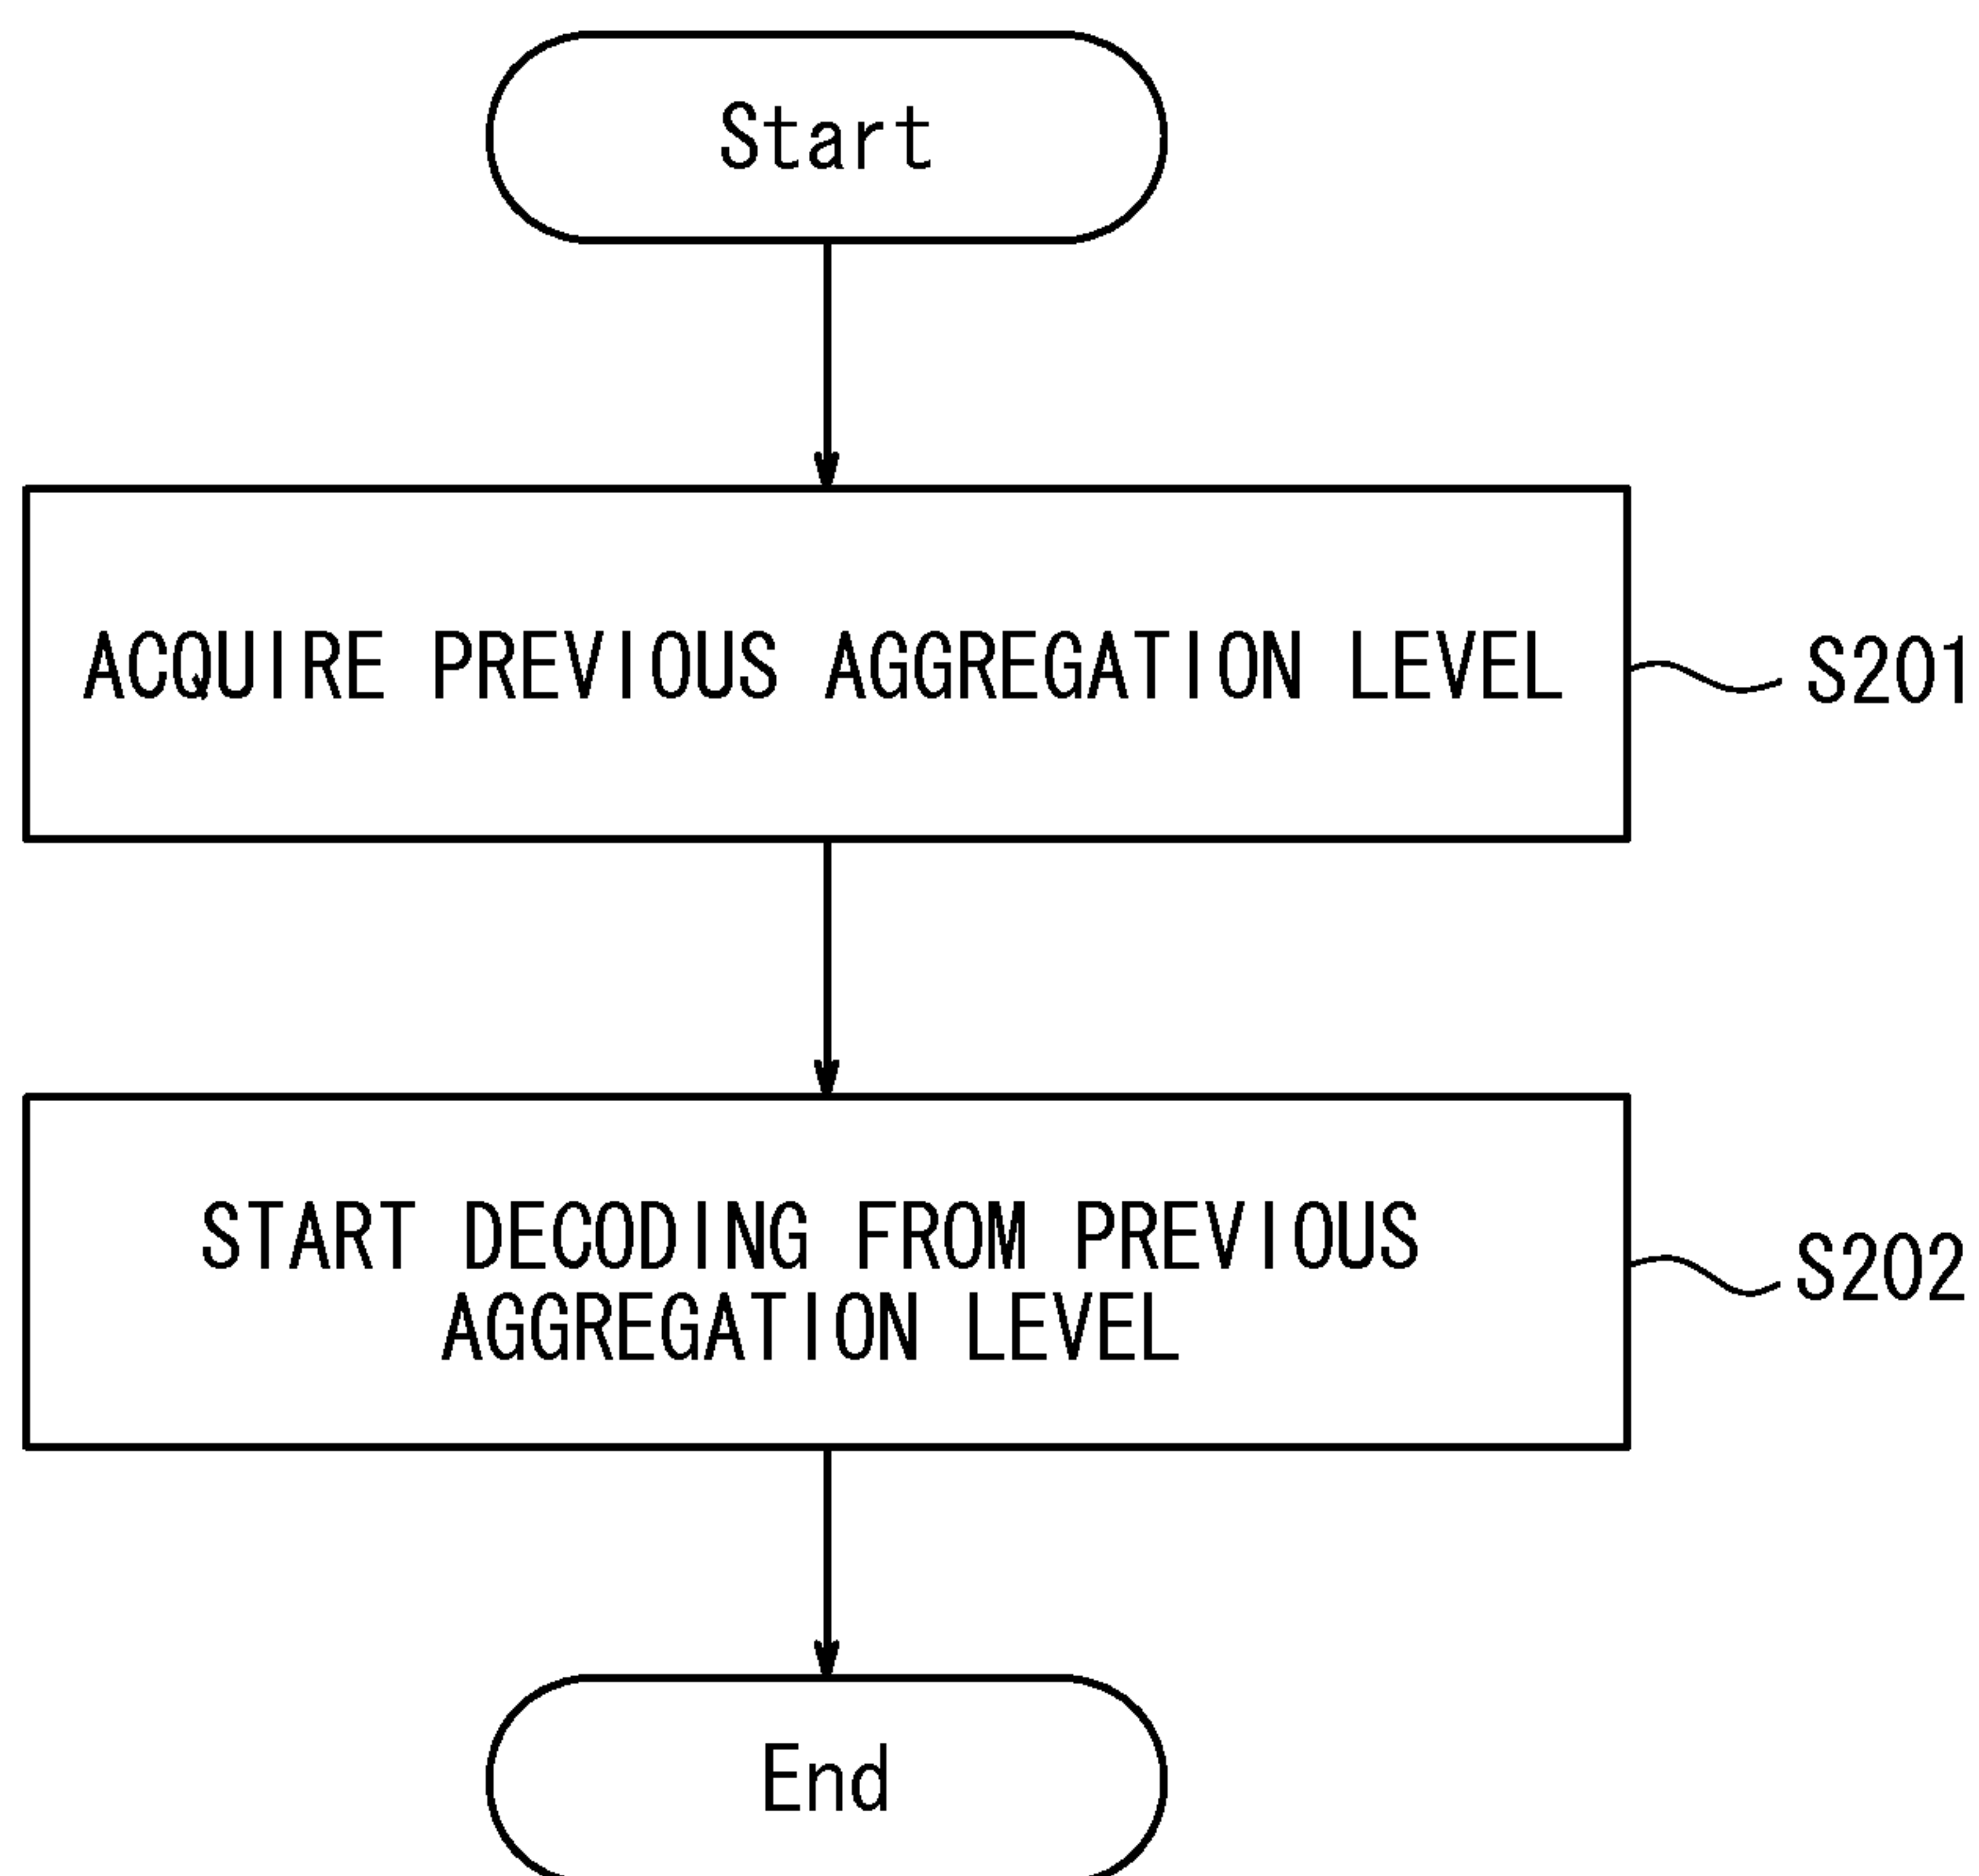 Start
ACQUIRE PREVIOUS AGGREGATION LEVEL
S201
START DECODING FROM PREVIOUS
AGGREGATION LEVEL
S202
End